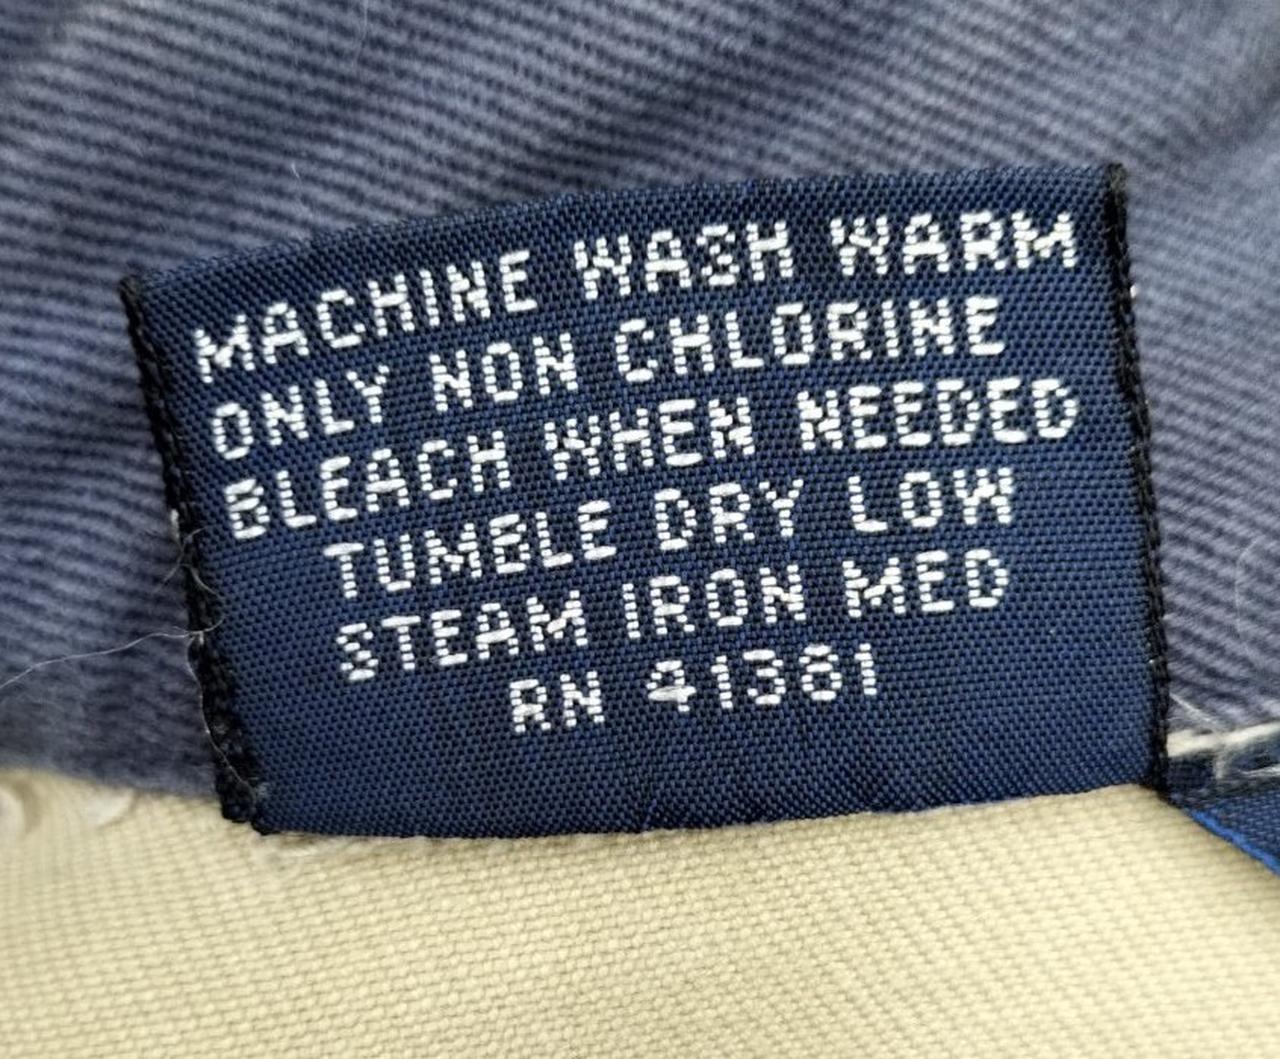 MACHINE WASH WARM
ONLY NON CHLORINE
BLEACH WHEN NEEDED
TUMBLE DRY LOW
STEAM IRON MED
RN 41381